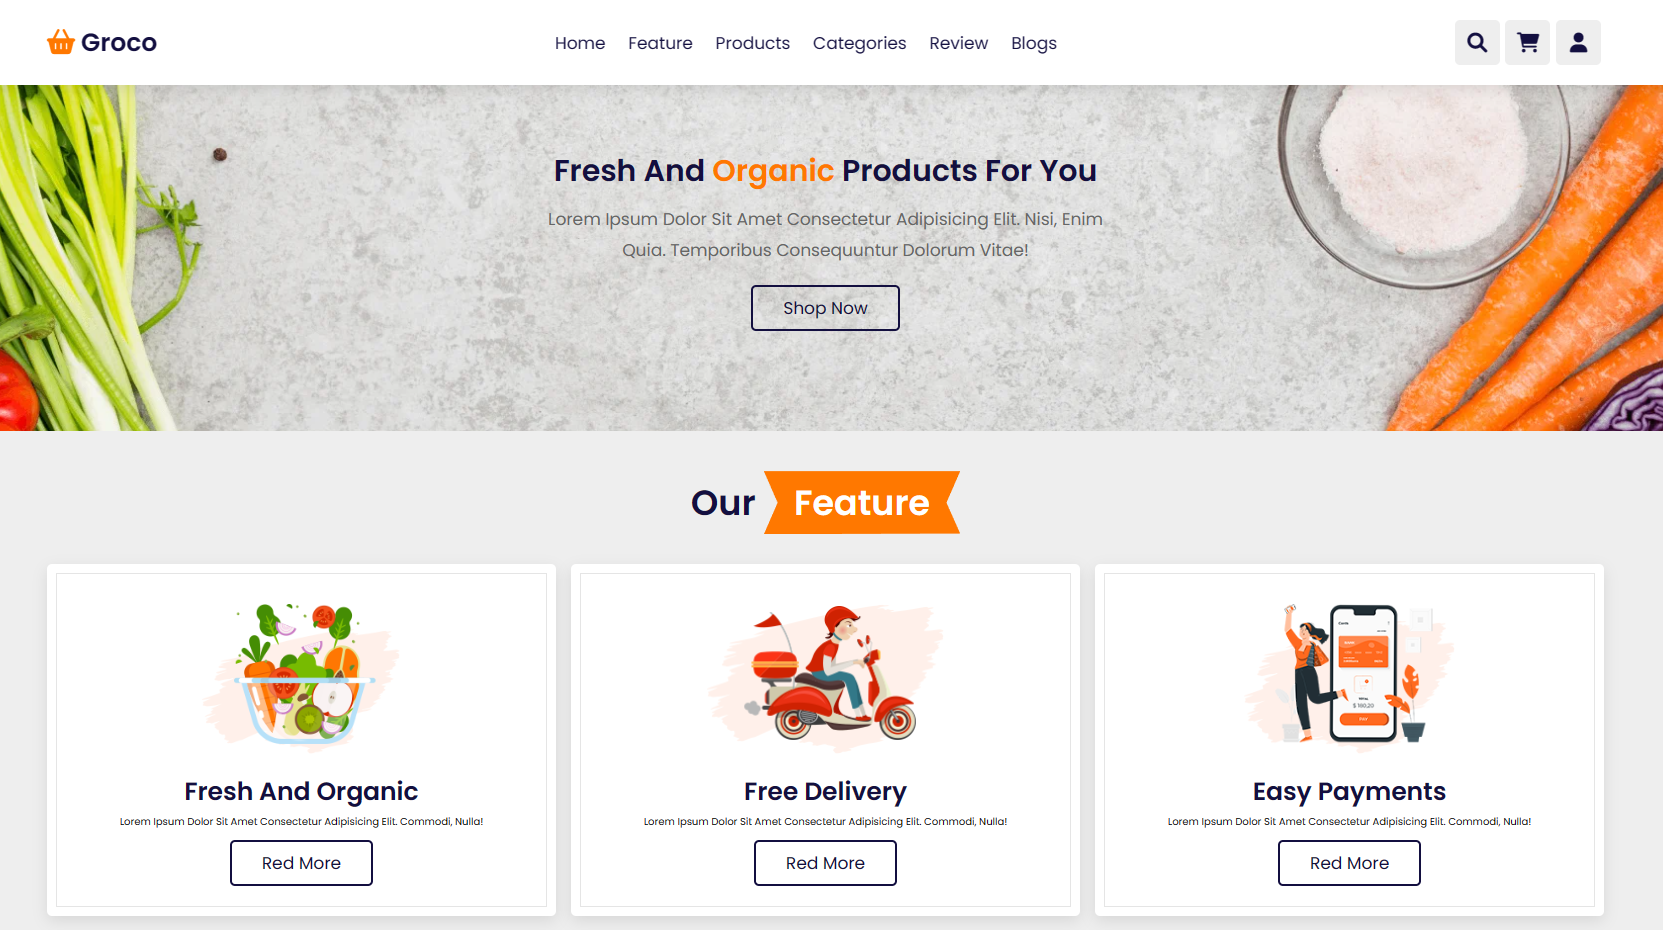 Groco
Home Feature Products Categories Review Blogs
Fresh And Organic Products For You
Lorem Ipsum Dolor Sit Amet Consectetur Adipisicing Elit. Nisi, Enim
Quia. Temporibus Consequuntur Dolorum Vitae!
Shop Now
Our Feature
$ 160,20
PAY
Fresh And Organic
Lorem Ipsum Dolor Sit Amet Consectetur Adipisicing Elit. Commodi, Nulla!
Red More
Free Delivery
Lorem Ipsum Dolor Sit Amet Consectetur Adipisicing Elit. Commodi, Nulla!
Red More
Easy Payments
Lorem Ipsum Dolor Sit Amet Consectetur Adipisicing Elit. Commodi, Nulla!
Red More